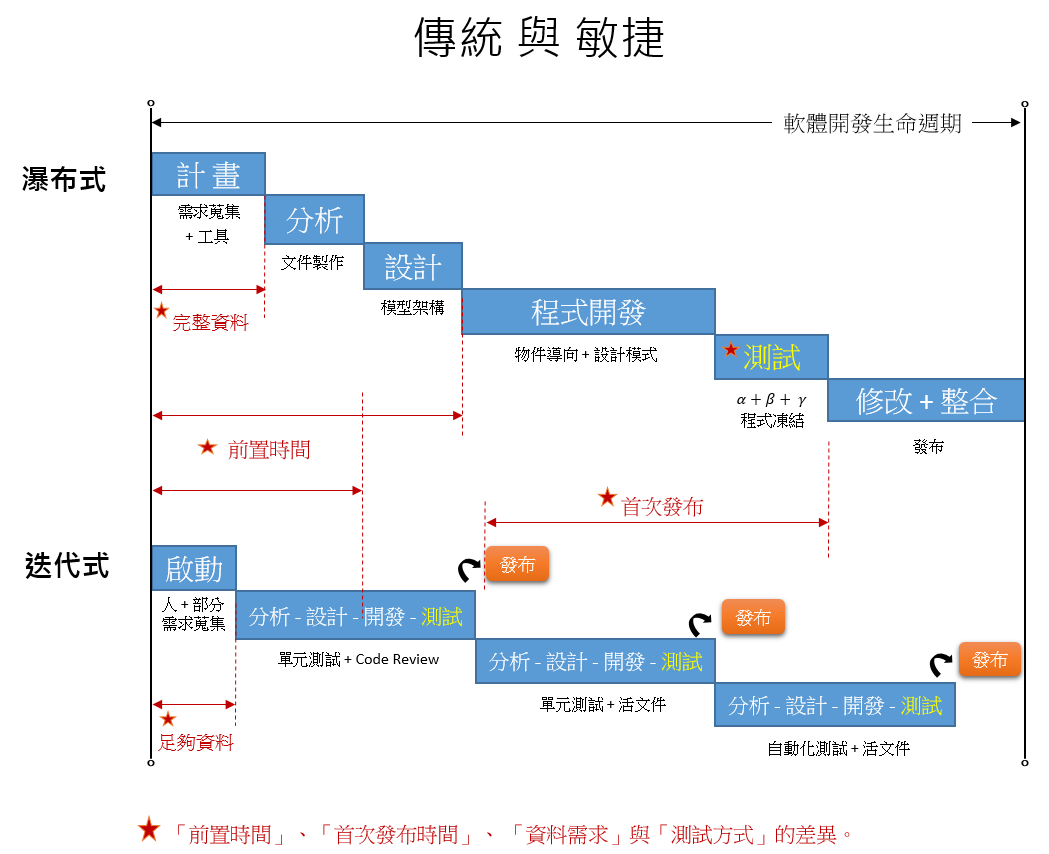 傳統 與 敏捷
軟體開發生命週期
瀑布式
計 畫
需求蒐集
+ 工具
分析
文件製作
設計
模型架構
程式開發
物件導向 + 設計模式
測試
α + β + γ
程式凍結
修改 + 整合
發布
完整資料
前置時間
首次發布
迭代式
啟動
人 + 部分
需求蒐集
分析 - 設計 - 開發 - 測試
發布
單元測試 + Code Review
分析 - 設計 - 開發 - 測試
發布
單元測試 + 活文件
分析 - 設計 - 開發 - 測試
發布
自動化測試 + 活文件
足夠資料
「前置時間」、「首次發布時間」、 「資料需求」與「測試方式」的差異。